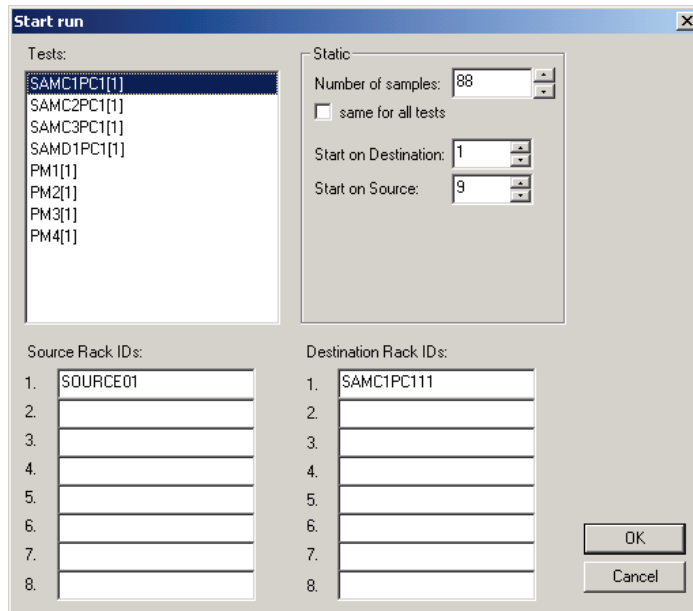 Start run
Tests:
SAMC1PC1[1]
SAMC2PC1[1]
SAMC3PC1[1]
SAMD1PC1[1]
PM1[1]
PM2[1]
PM3[1]
PM4[1]
Static
Number of samples: 88
same for all tests
Start on Destination: 1
Start on Source: 9
Source Rack IDs:
1. SOURCE01
2.
3.
4.
5.
6.
7.
8.
Destination Rack IDs:
1. SAMC1PC111
2.
3.
4.
5.
6.
7.
8.
OK
Cancel